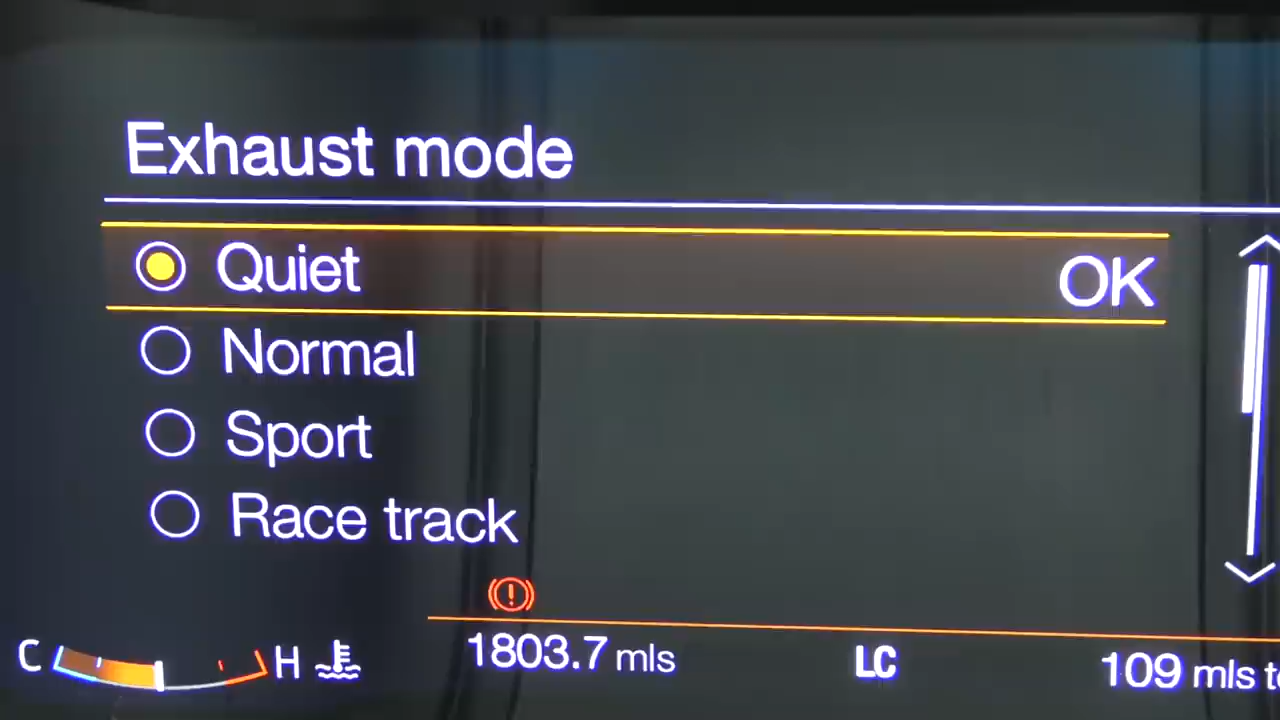 Exhaust mode
Quiet OK
Normal
Sport
Race track
C H 1803.7 mls LC 109 mls